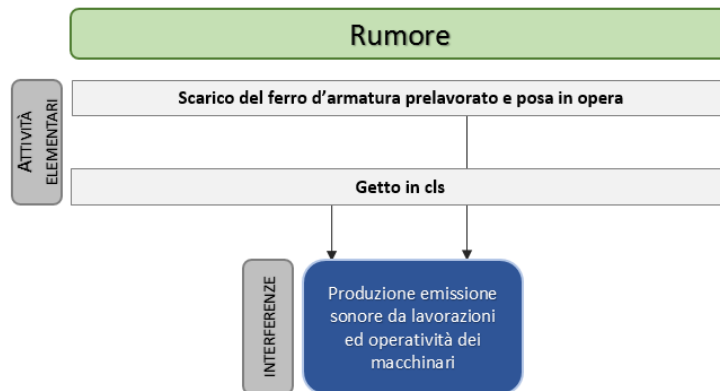 Rumore
ATTIVITÀ
ELEMENTARI
Scarico del ferro d’armatura prelavorato e posa in opera
Getto in cls
INTERFERENZE
Produzione emissione
sonore da lavorazioni
ed operatività dei
macchinari